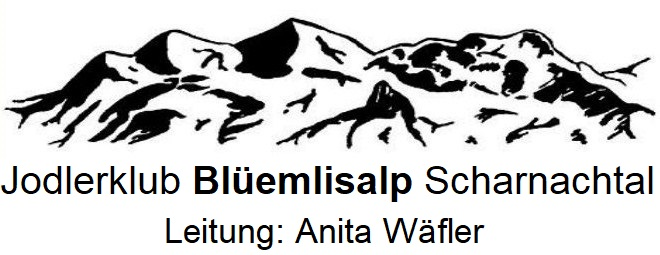 Jodlerklub Blüemlisalp Scharnachtal
Leitung: Anita Wäfler